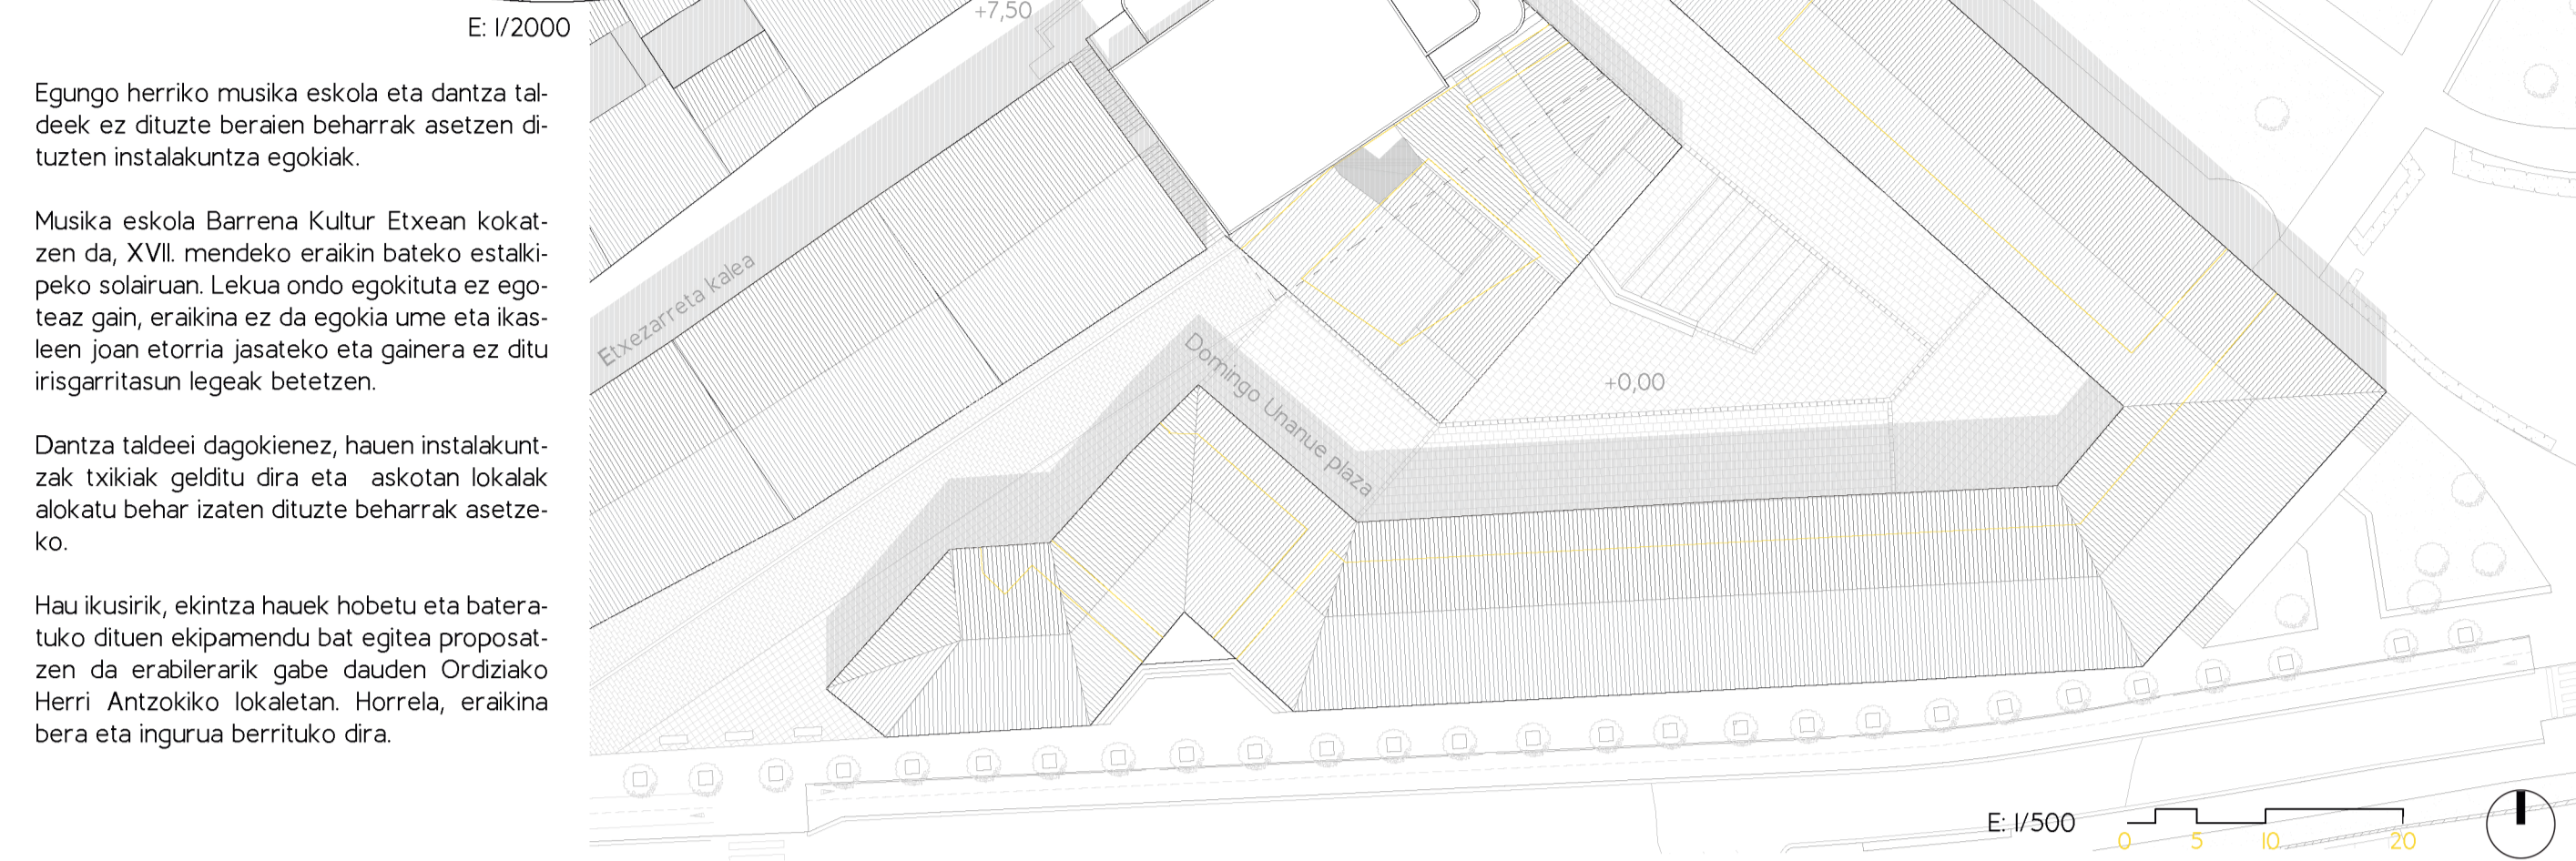 E: 1/2000
Egungo herriko musika eskola eta dantza tal-
deek ez dituzte beraien beharrak asetzen di-
tuzten instalakuntza egokiak.
Musika eskola Barrena Kultur Etxean kokat-
zen da, XVII. mendeko eraikin bateko estalki-
peko solairuan. Lekua ondo egokituta ez ego-
teaz gain, eraikina ez da egokia ume eta ikas-
leen joan etorria jasateko eta gainera ez ditu
irisgarritasun legeak betetzen.
Dantza taldeei dagokienez, hauen instalakunt-
zak txikiak gelditu dira eta askotan lokalak
alokatu behar izaten dituzte beharrak asetze-
ko.
Hau ikusirik, ekintza hauek hobetu eta batera-
tuko dituen ekipamendu bat egitea proposat-
zen da erabilerarik gabe dauden Ordiziako
Herri Antzokiko lokaletan. Horrela, eraikina
bera eta ingurua berrituko dira.
+7,50
Etxezarreta kalea
Domingo Unanue plaza
+0,00
E: 1/500
0 5 10 20